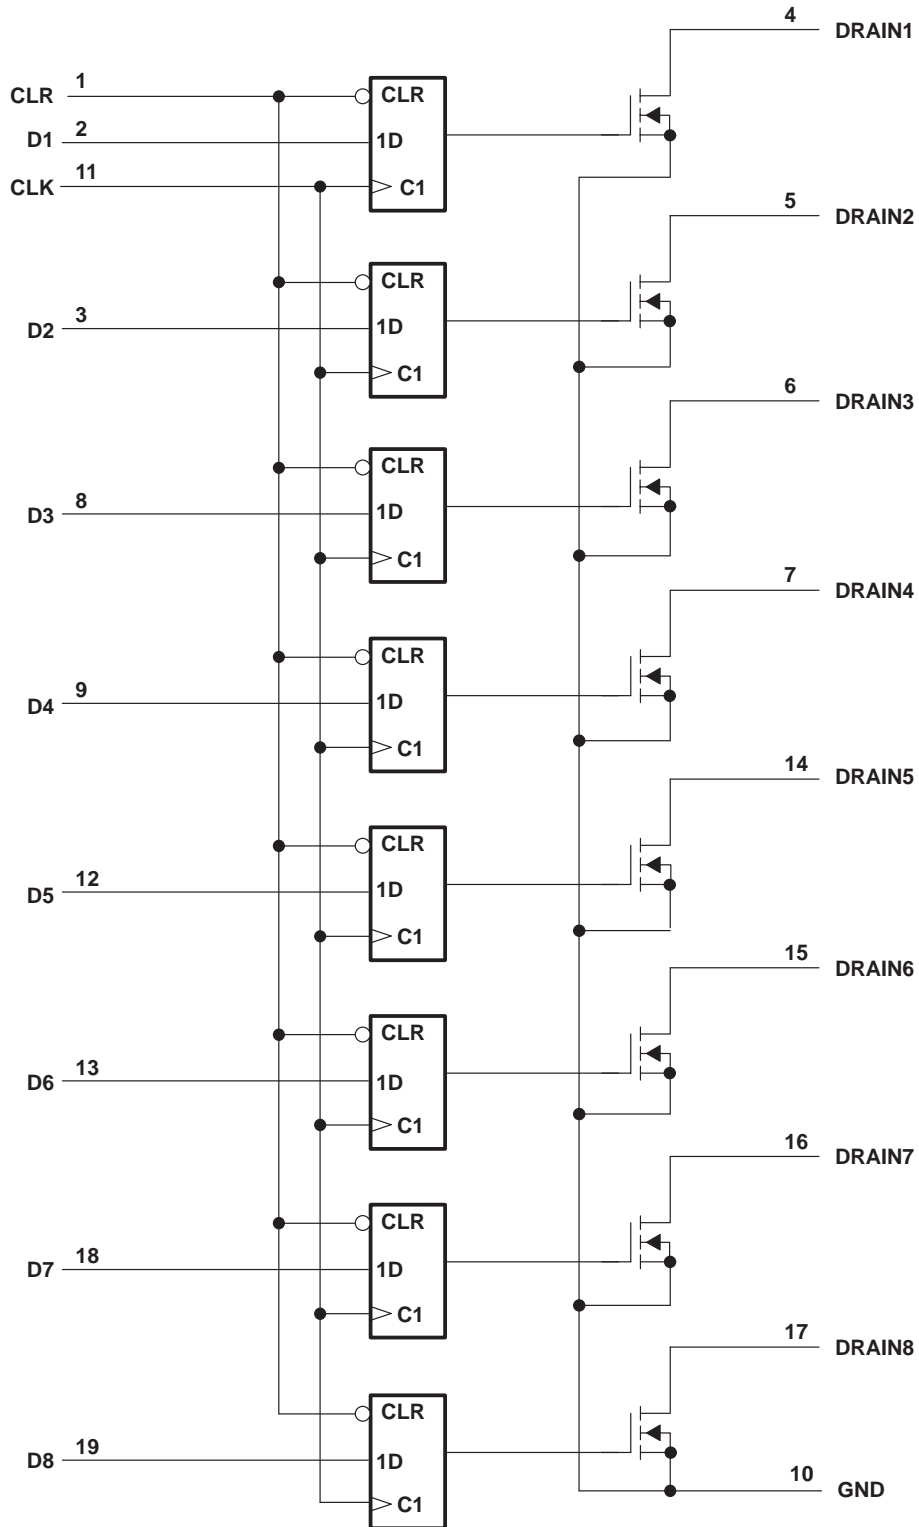 4 DRAIN1
CLR 1 CLR
D1 2 1D
CLK 11 C1
5 DRAIN2
CLR
D2 3 1D
C1
6 DRAIN3
CLR
D3 8 1D
C1
7 DRAIN4
CLR
D4 9 1D
C1
14 DRAIN5
CLR
D5 12 1D
C1
15 DRAIN6
CLR
D6 13 1D
C1
16 DRAIN7
CLR
D7 18 1D
C1
17 DRAIN8
CLR
D8 19 1D
10 GND
C1